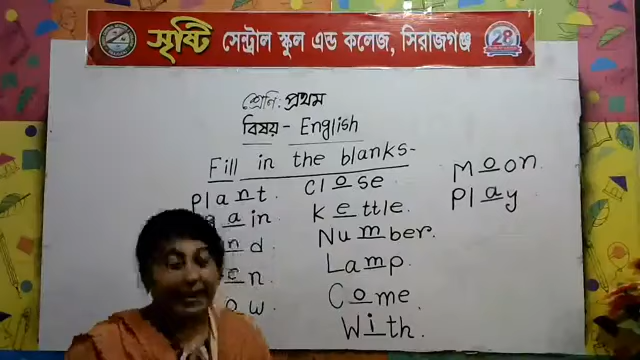 সৃষ্টি সেন্ট্রাল স্কুল এন্ড কলেজ, সিরাজগঞ্জ
28
শ্রেণি: প্রথম
বিষয় - English
Fill in the blanks-
Plant
Close
Kettle.
Number.
Lamp.
Come
With.
Moon.
Play